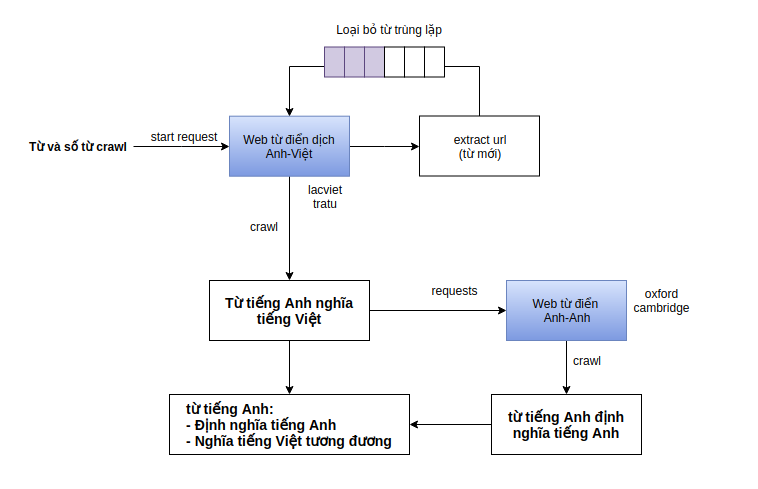 Loại bỏ từ trùng lặp
Từ và số từ crawl
start request
Web từ điển dịch
Anh-Việt
extract url
(từ mới)
lacviet
tratu
crawl
Từ tiếng Anh nghĩa
tiếng Việt
requests
Web từ điển
Anh-Anh
oxford
cambridge
crawl
từ tiếng Anh:
- Định nghĩa tiếng Anh
- Nghĩa tiếng Việt tương đương
từ tiếng Anh định
nghĩa tiếng Anh